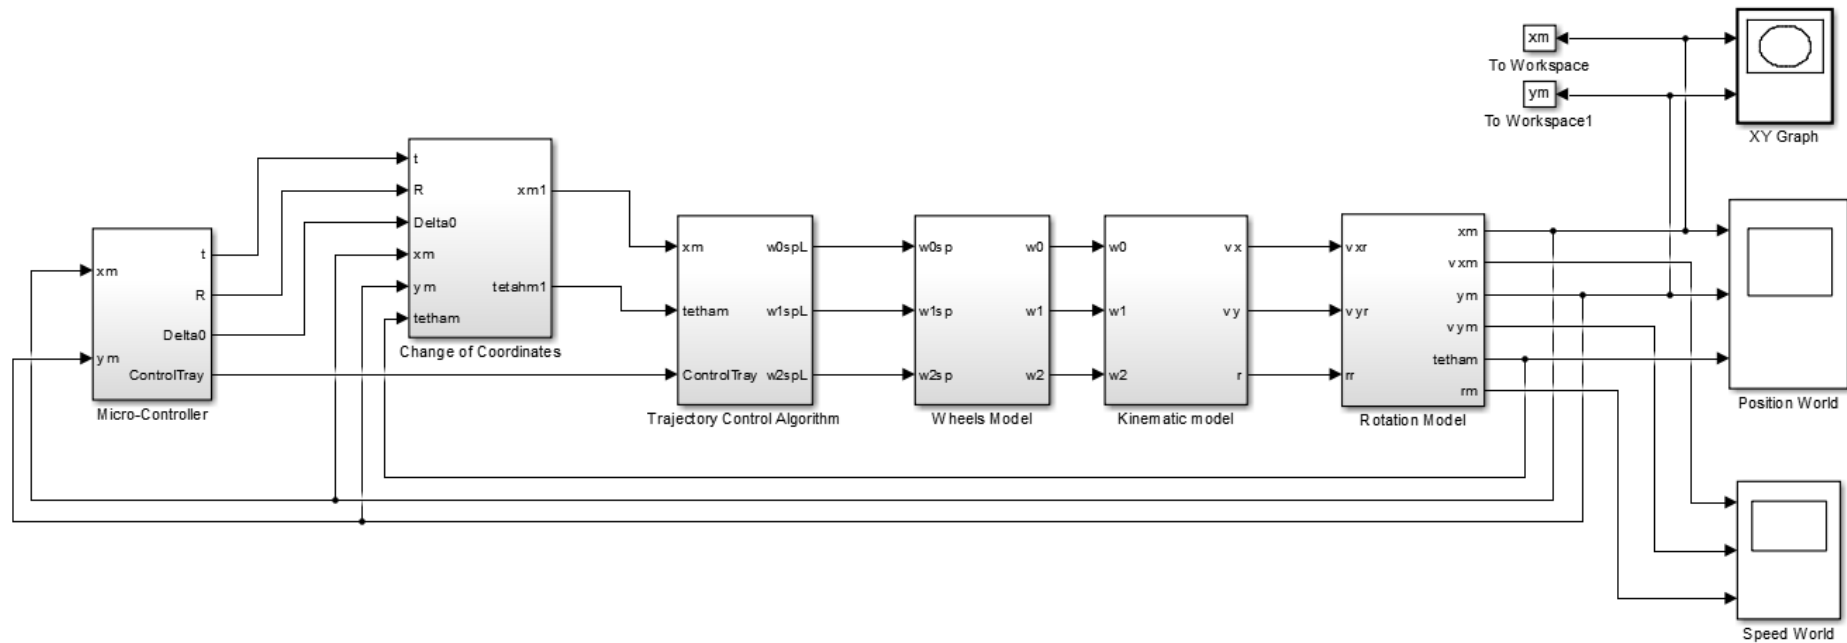 xm
To Workspace
ym
To Workspace1
XY Graph
t
R
Delta0
xm
ym
tetham
xm1
tetahm1
Change of Coordinates
xm
ym
t
R
Delta0
ControlTray
Micro-Controller
xm
tetham
ControlTray
w0spL
w1spL
w2spL
Trajectory Control Algorithm
w0sp
w1sp
w2sp
w0
w1
w2
Wheels Model
w0
w1
w2
vx
vy
r
Kinematic model
vxr
vyr
rr
xm
vxm
ym
vym
tetham
rm
Rotation Model
Position World
Speed World